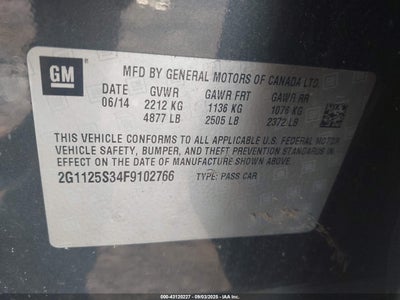 GM
MFD BY GENERAL MOTORS OF CANADA LTD.
DATE GVWR GAWR FRT GAWR RR
06/14 2212 KG 1136 KG 1076 KG
4877 LB 2505 LB 2372 LB
THIS VEHICLE CONFORMS TO ALL APPLICABLE U.S. FEDERAL MOTOR
VEHICLE SAFETY, BUMPER, AND THEFT PREVENTION STANDARDS
IN EFFECT ON THE DATE OF MANUFACTURE SHOWN ABOVE.
2G1125S34F9102766 TYPE: PASS CAR
000-43120227 - 09/03/2025 - IAA Inc.